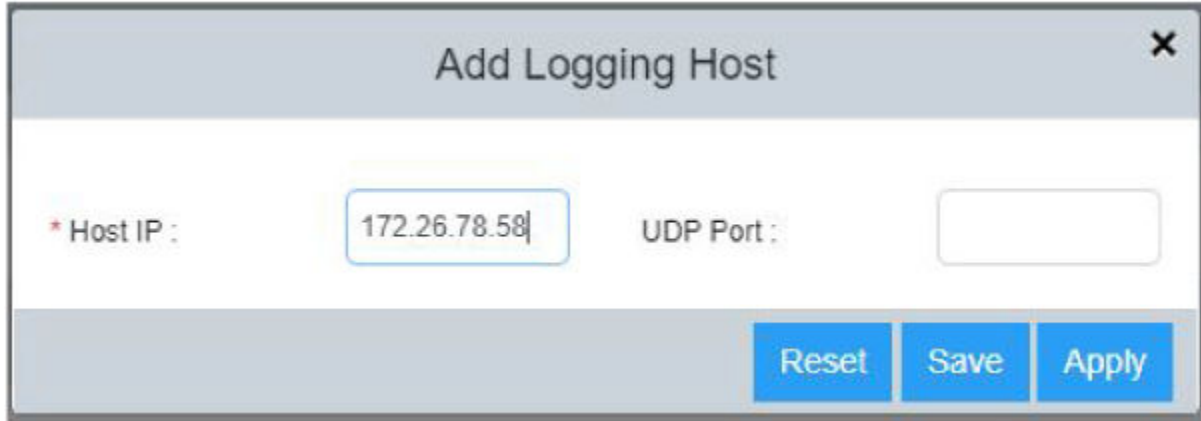 Add Logging Host
* Host IP : 172.26.78.58 UDP Port :
Reset Save Apply